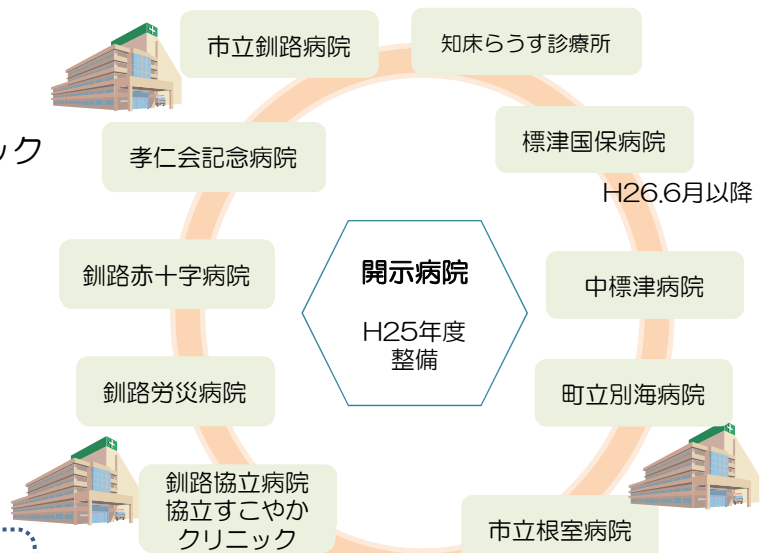 市立釧路病院
知床らうす診療所
ック
孝仁会記念病院
標津国保病院
H26.6月以降
釧路赤十字病院
開示病院
中標津病院
H25年度
整備
釧路労災病院
町立別海病院
釧路協立病院
協立すこやか
クリニック
市立根室病院